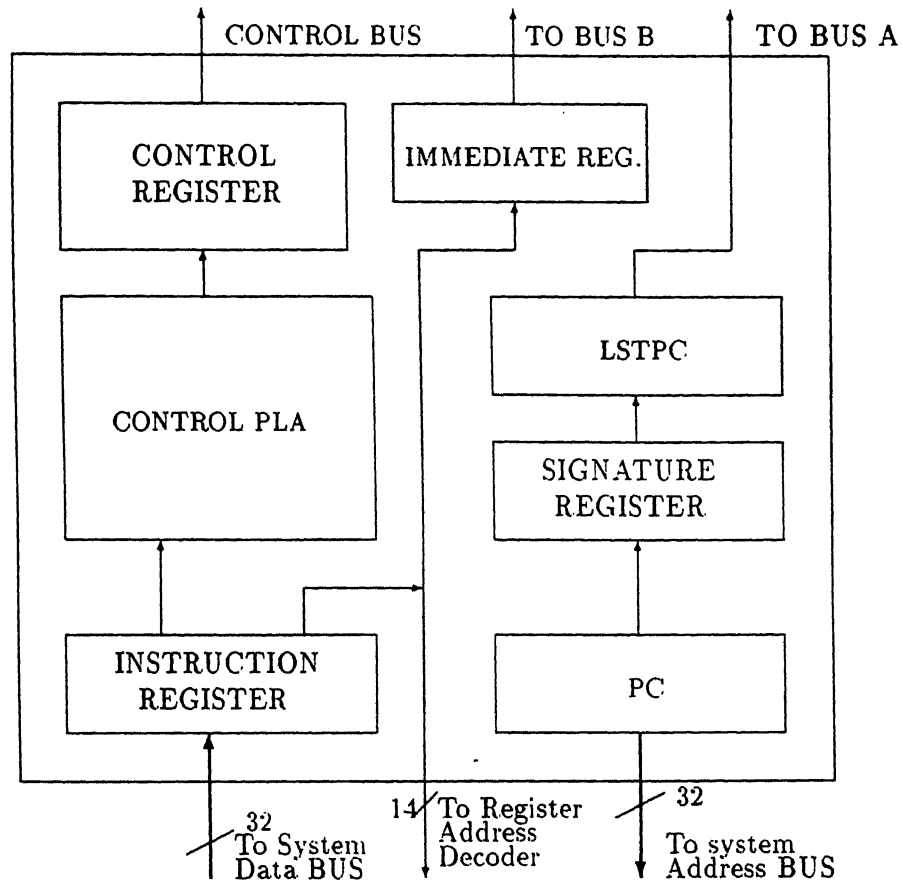 CONTROL BUS
TO BUS B
TO BUS A
CONTROL
REGISTER
IMMEDIATE REG.
CONTROL PLA
LSTPC
SIGNATURE
REGISTER
INSTRUCTION
REGISTER
PC
32
To System
Data BUS
14
To Register
Address
Decoder
32
To system
Address BUS